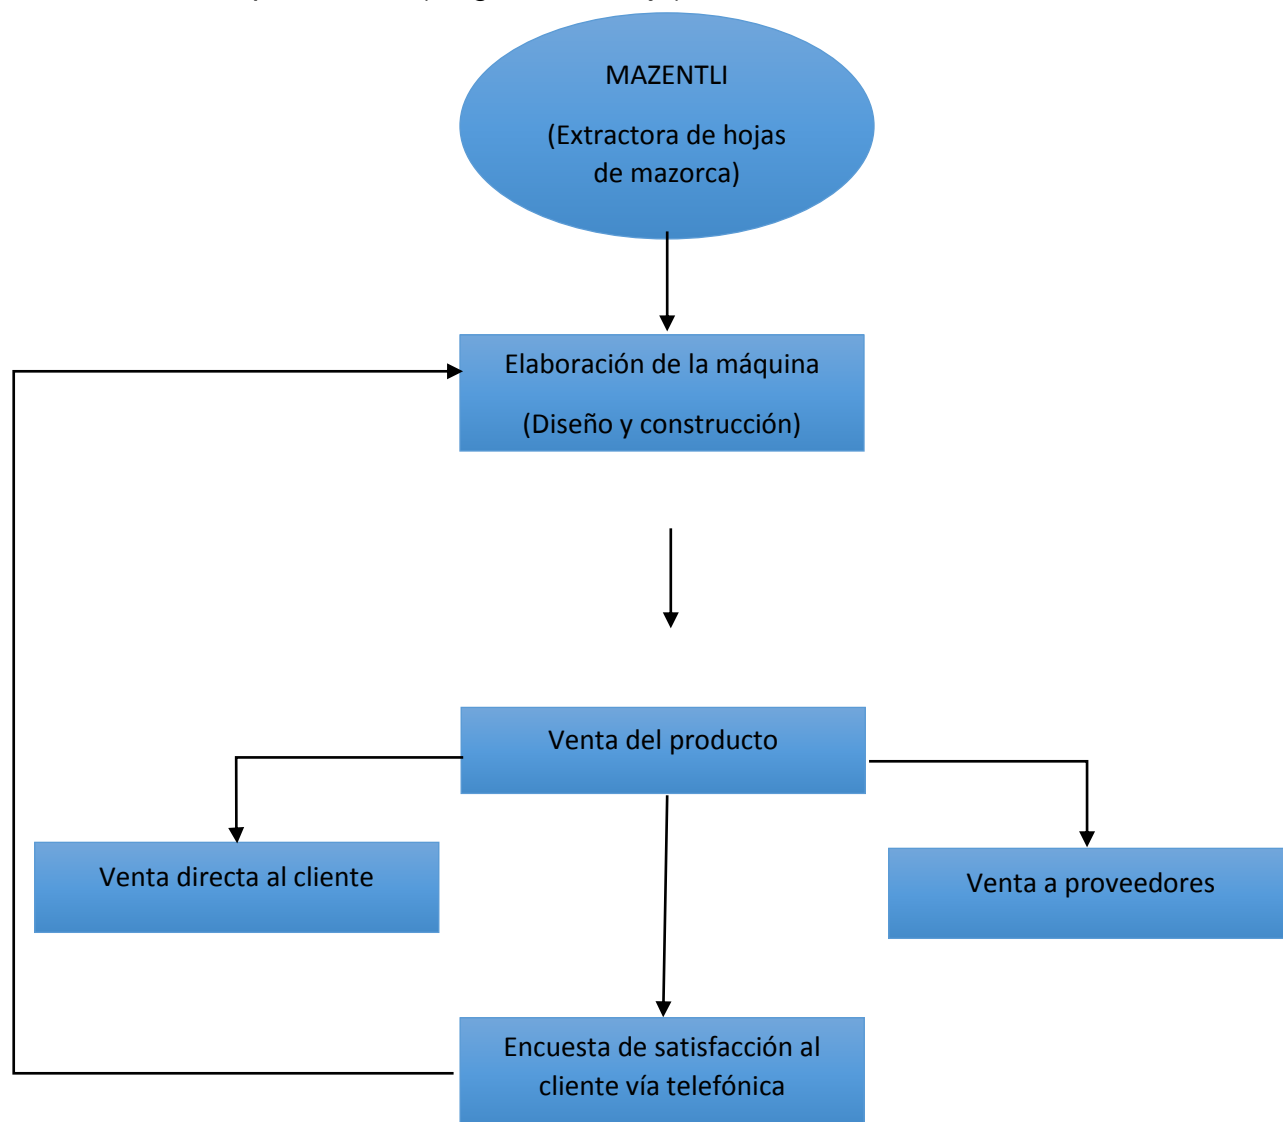 MAZENTLI
(Extractora de hojas
de mazorca)
Elaboración de la máquina
(Diseño y construcción)
Venta del producto
Venta directa al cliente
Venta a proveedores
Encuesta de satisfacción al
cliente vía telefónica